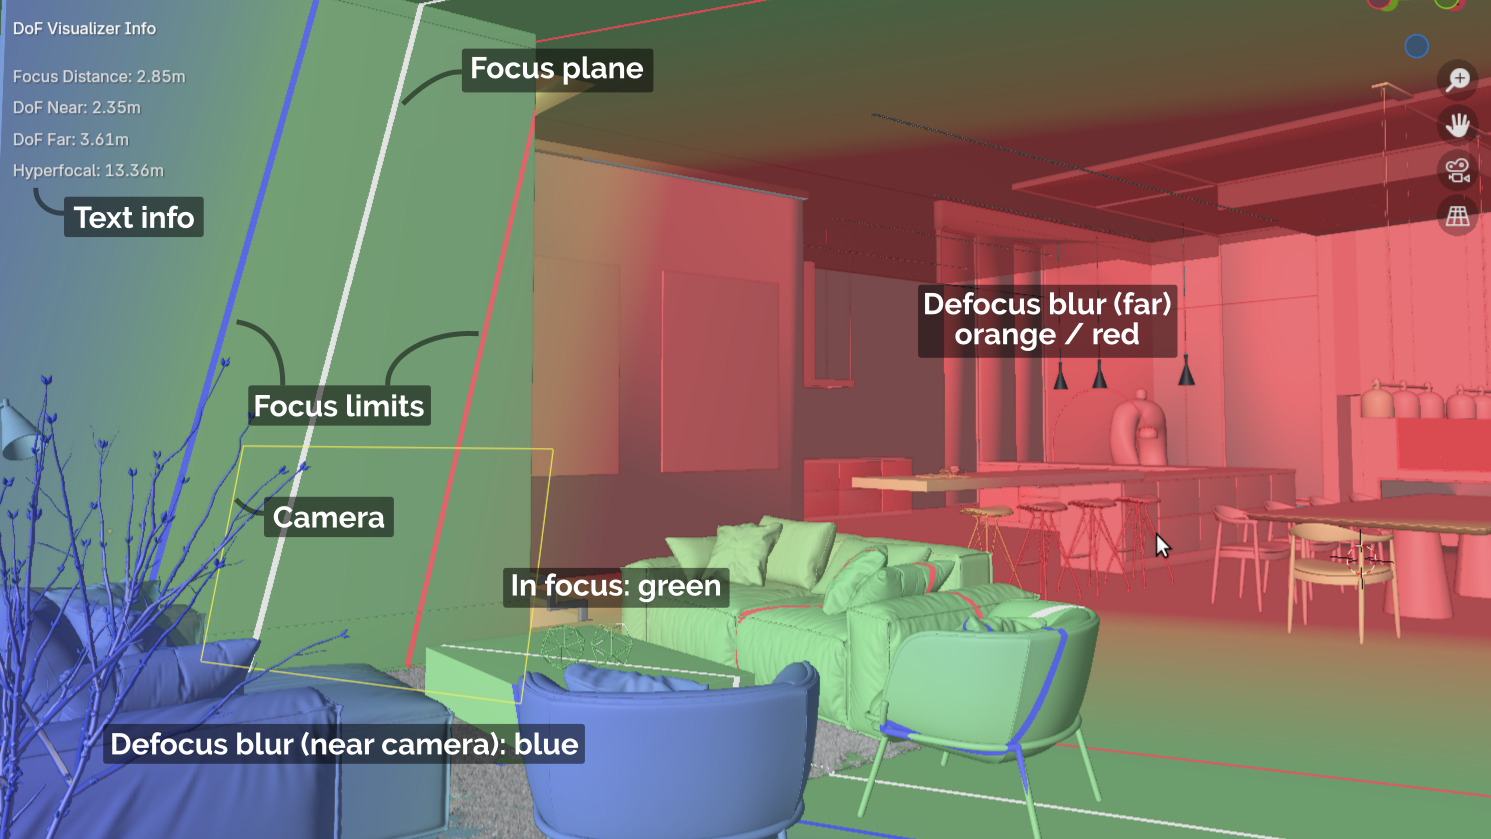 DoF Visualizer Info
Focus Distance: 2.85m
DoF Near: 2.35m
DoF Far: 3.61m
Hyperfocal: 13.36m
Text info
Focus plane
Defocus blur (far)
orange / red
Focus limits
Camera
In focus: green
Defocus blur (near camera): blue